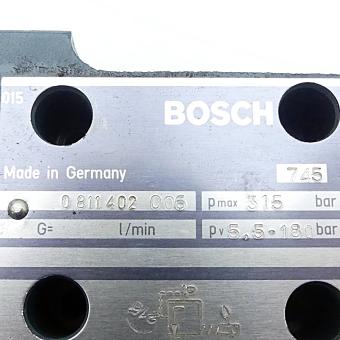 015
BOSCH
Made in Germany 745
0 811 402 006 pmax 315 bar
G= l/min pv 5,5-180 bar